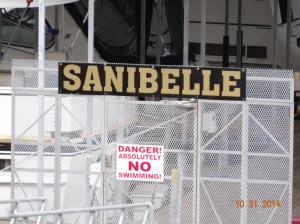 SANIBELLE
DANGER!
ABSOLUTELY
NO
SWIMMING!
10 31 2014